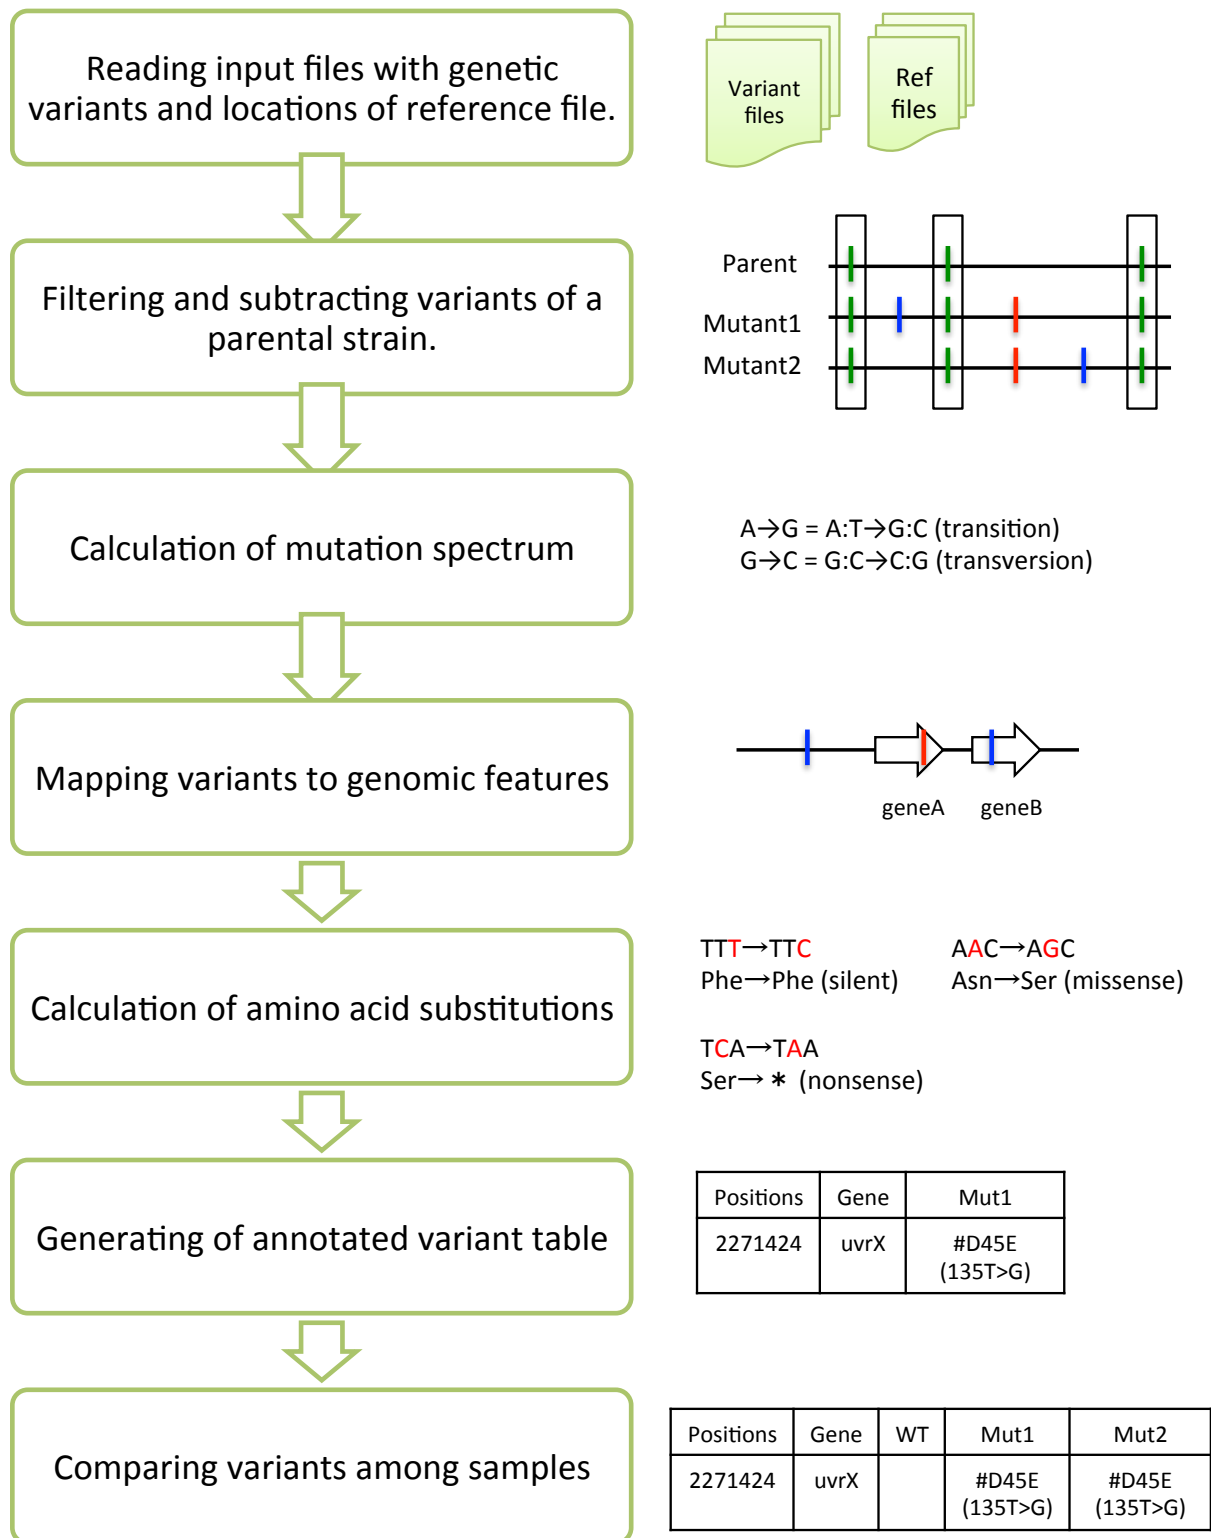 Reading input files with genetic
variants and locations of reference file.
Variant
files
Ref
files
Filtering and subtracting variants of a
parental strain.
Parent
Mutant1
Mutant2
Calculation of mutation spectrum
A→G = A:T→G:C (transition)
G→C = G:C→C:G (transversion)
Mapping variants to genomic features
geneA geneB
Calculation of amino acid substitutions
TTT→TTC AAC→AGC
Phe→Phe (silent) Asn→Ser (missense)
TCA→TAA
Ser→ * (nonsense)
Generating of annotated variant table
Positions Gene Mut1
2271424 uvrX #D45E
(135T>G)
Comparing variants among samples
Positions Gene WT Mut1 Mut2
2271424 uvrX #D45E #D45E
(135T>G) (135T>G)